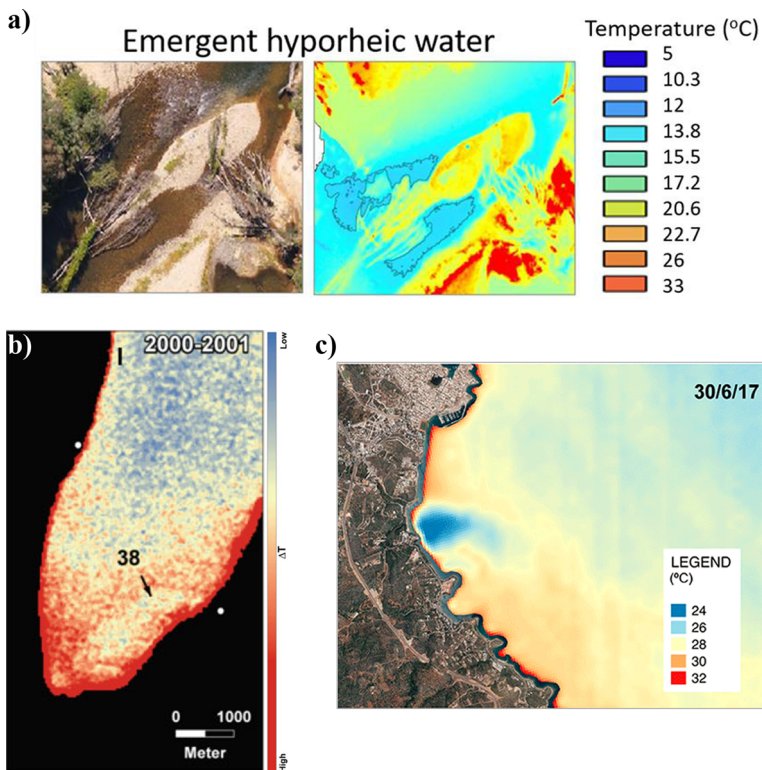 a)
Emergent hyporheic water
Temperature (ºC)
5
10.3
12
13.8
15.5
17.2
20.6
22.7
26
33
b)
2000-2001
I
38
0 1000
Meter
Low
ΔT
High
c)
30/6/17
LEGEND
(ºC)
24
26
28
30
32